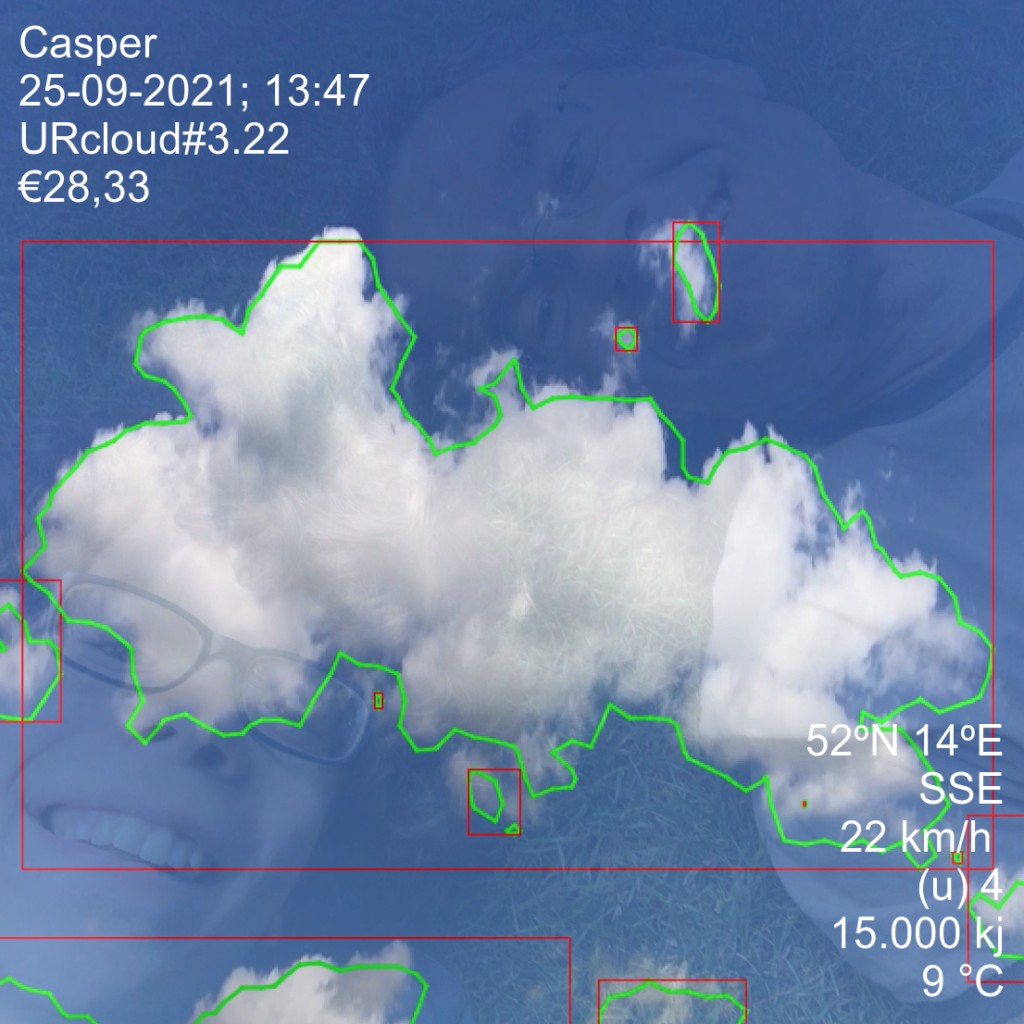 Casper
25-09-2021; 13:47
URcloud#3.22
€28,33
52ºN 14ºE
SSE
22 km/h
(u) 4
15.000 kj
9 °C